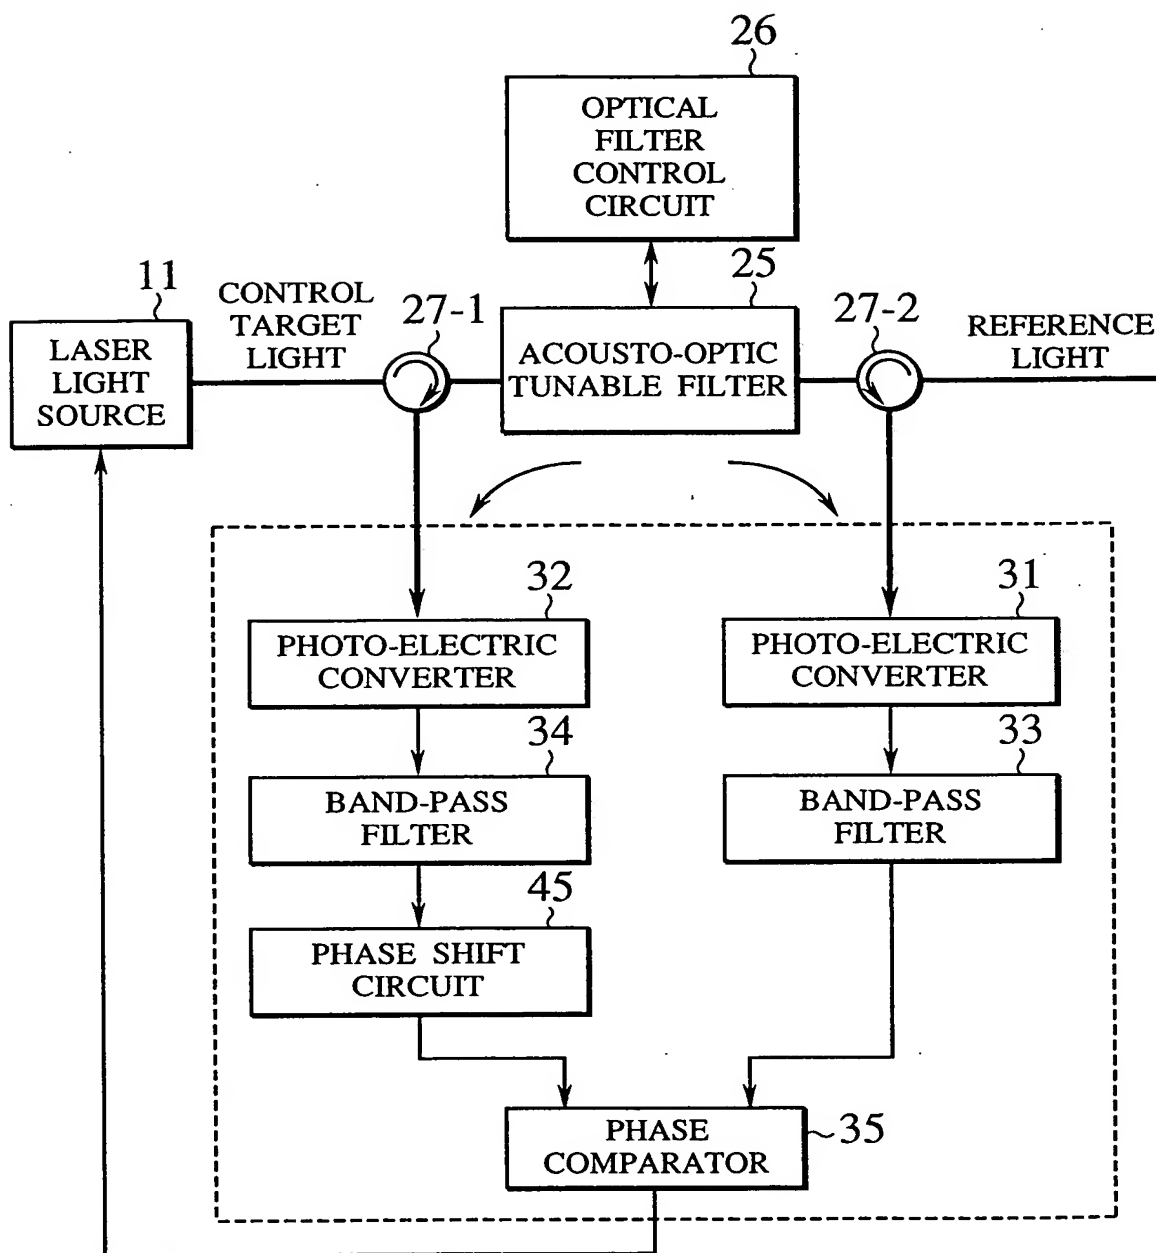 26
OPTICAL
FILTER
CONTROL
CIRCUIT
11
CONTROL
TARGET
LIGHT
27-1
25
27-2
REFERENCE
LIGHT
LASER
LIGHT
SOURCE
ACOUSTO-OPTIC
TUNABLE FILTER
32
PHOTO-ELECTRIC
CONVERTER
31
PHOTO-ELECTRIC
CONVERTER
34
BAND-PASS
FILTER
33
BAND-PASS
FILTER
45
PHASE SHIFT
CIRCUIT
PHASE
COMPARATOR
35